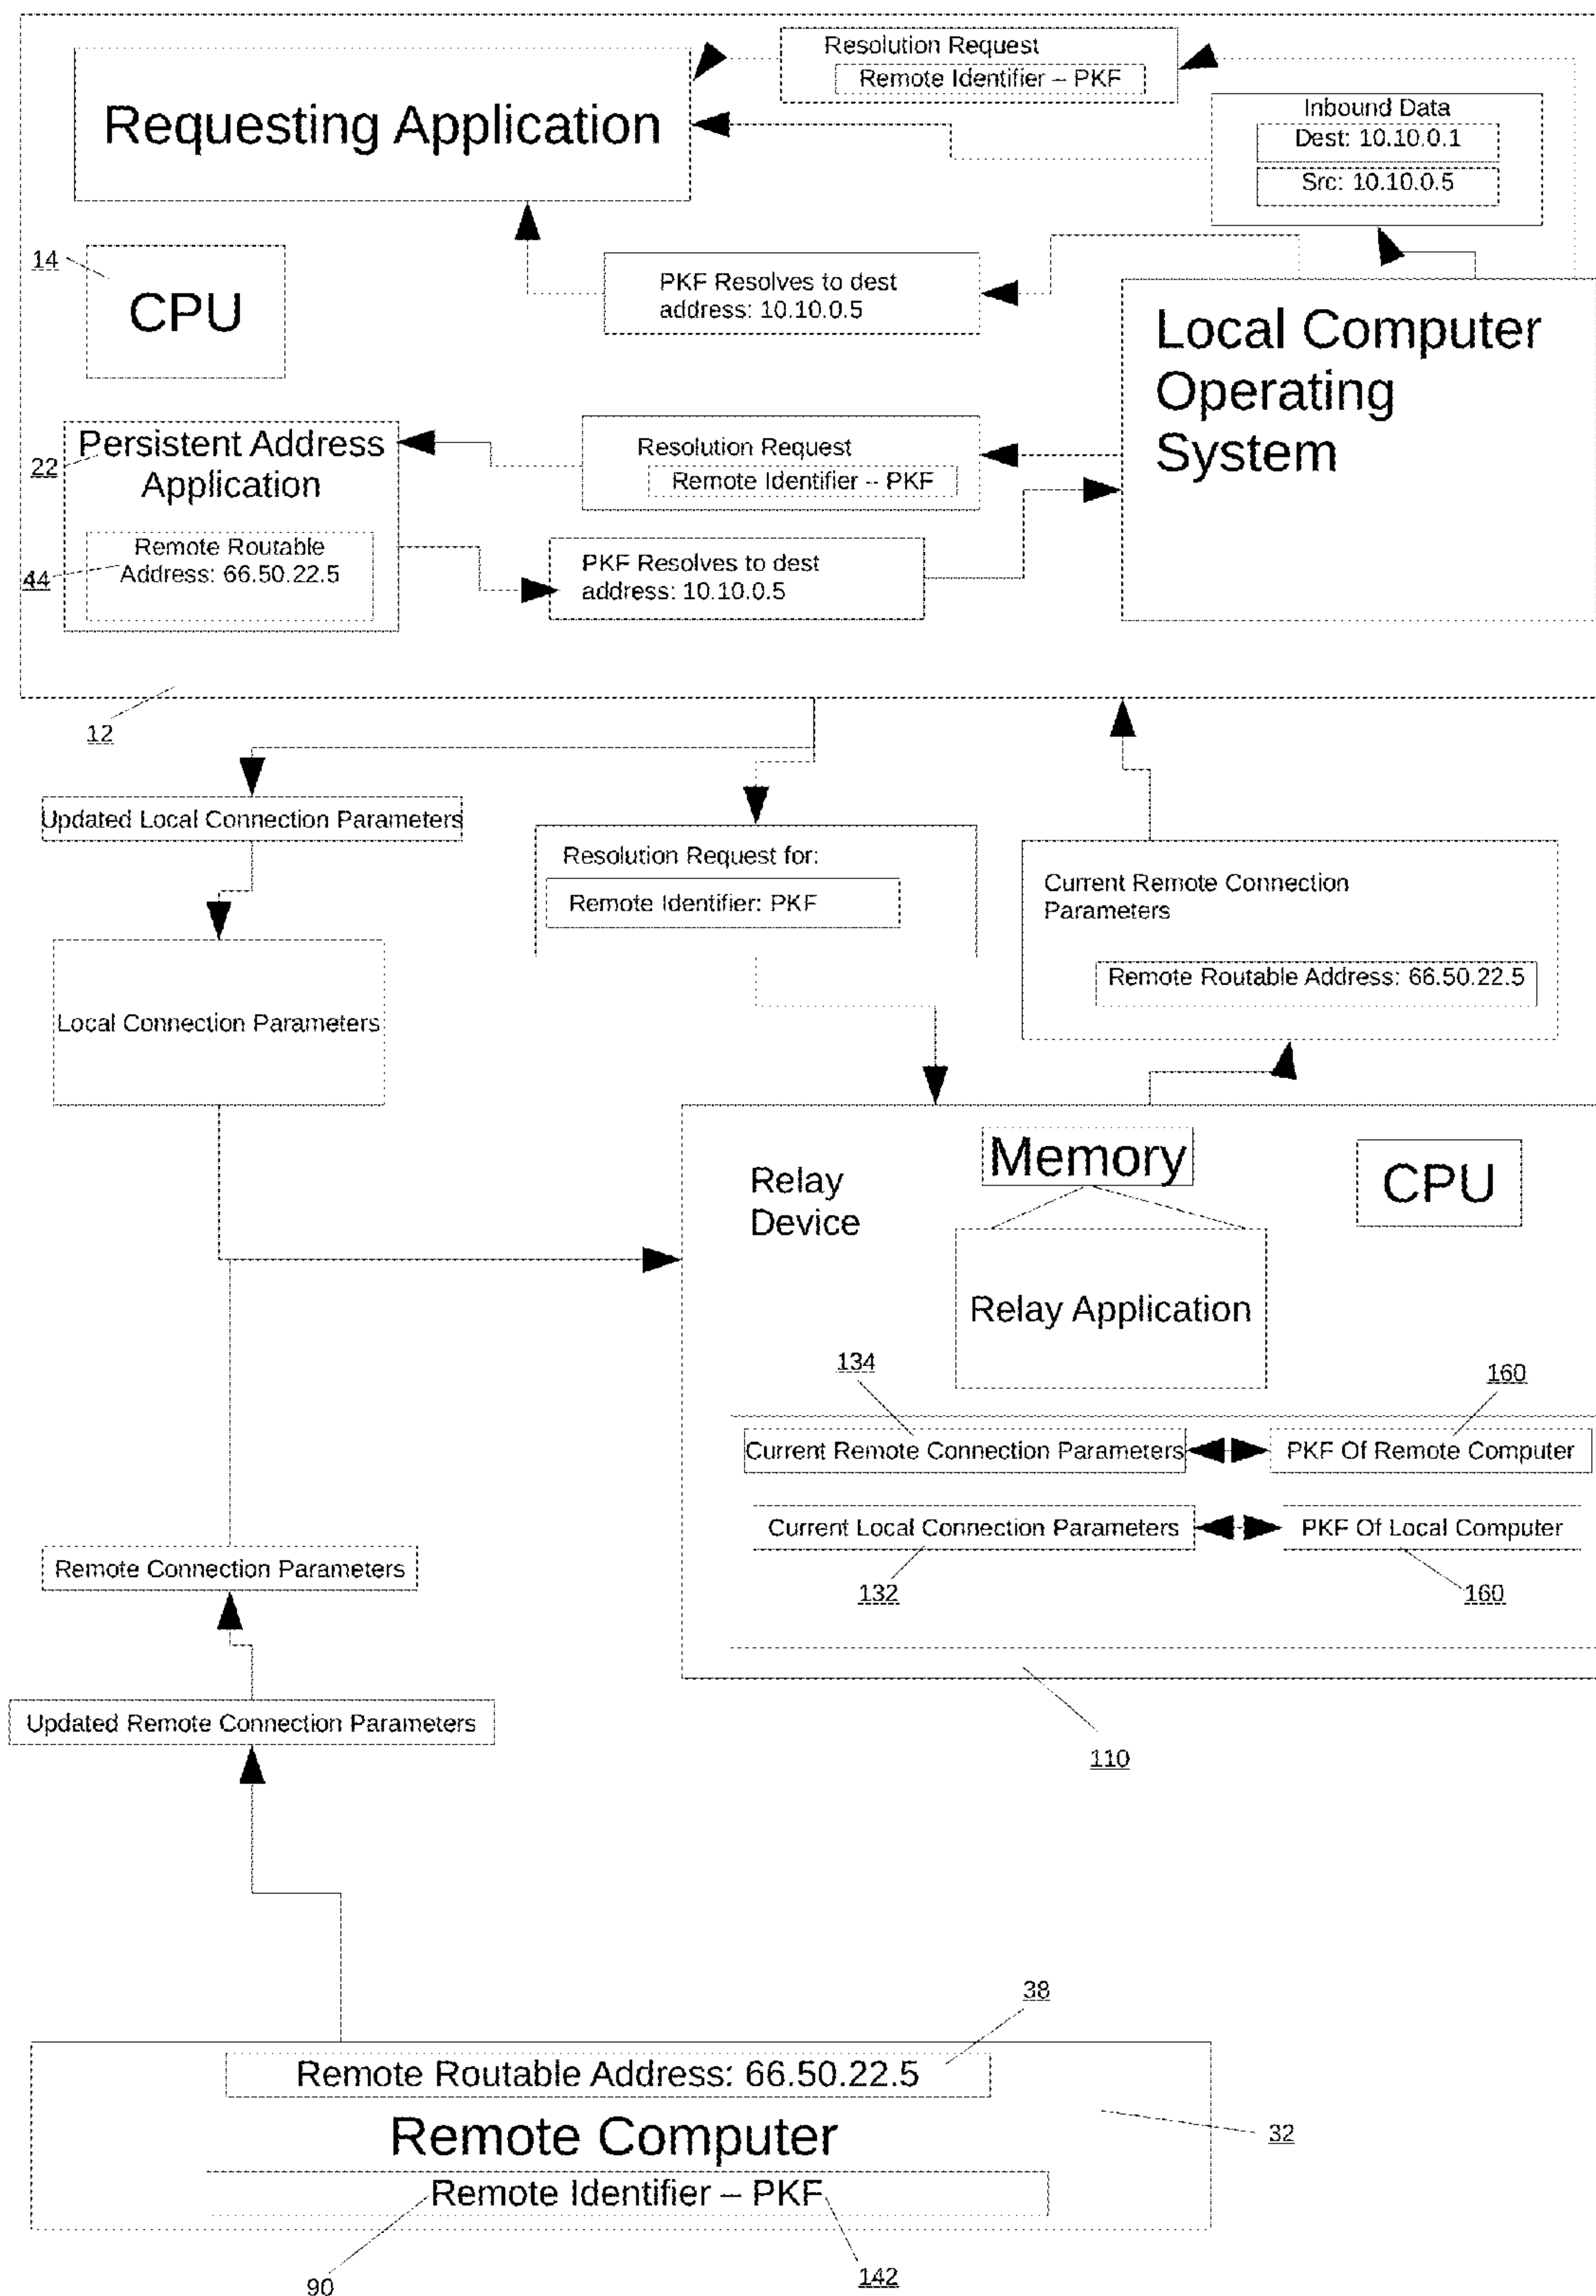 Resolution Request
Remote Identifier – PKF
Requesting Application
Inbound Data
Dest: 10.10.0.1
Src: 10.10.0.5
14
CPU
PKF Resolves to dest
address: 10.10.0.5
Local Computer
Operating
System
Persistent Address
Application
22
Resolution Request
Remote Identifier -- PKF
Remote Routable
Address: 66.50.22.5
44
PKF Resolves to dest
address: 10.10.0.5
12
Updated Local Connection Parameters
Resolution Request for:
Remote Identifier: PKF
Current Remote Connection
Parameters
Remote Routable Address: 66.50.22.5
Local Connection Parameters
Relay
Device
Memory
CPU
Relay Application
134
160
Current Remote Connection Parameters
PKF Of Remote Computer
Current Local Connection Parameters
PKF Of Local Computer
132
160
Remote Connection Parameters
Updated Remote Connection Parameters
110
38
Remote Routable Address: 66.50.22.5
Remote Computer
32
Remote Identifier – PKF
90
142